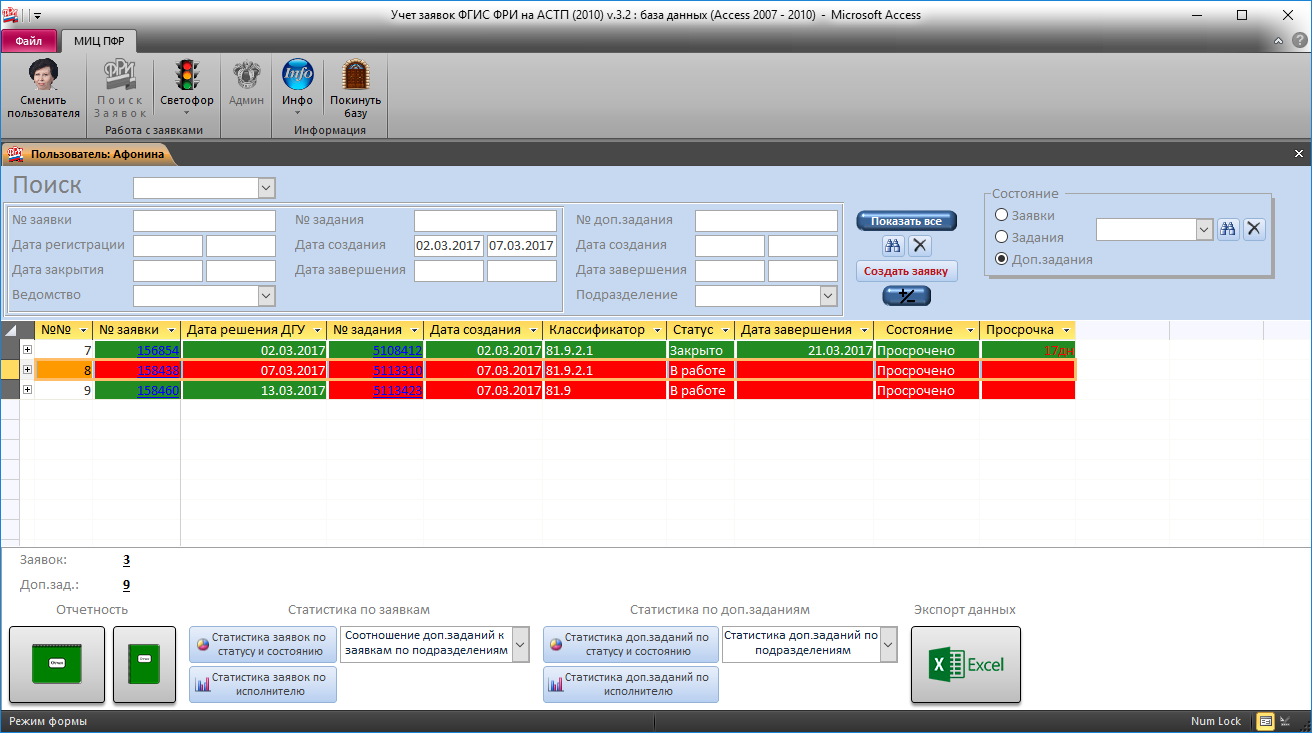 Учет заявок ФГИС ФРИ на АСТП (2010) v.3.2 : база данных (Access 2007 - 2010) - Microsoft Access
Файл МИЦ ПФР
Сменить пользователя
ФРИ
Поиск Заявок
Светофор
Админ
Info
Инфо
Покинуть базу
Работа с заявками
Информация
Пользователь: Афонина
Поиск
№ заявки
Дата регистрации
Дата закрытия
Ведомство
№ задания
Дата создания 02.03.2017 07.03.2017
Дата завершения
№ доп.задания
Дата создания
Дата завершения
Подразделение
Показать все
Создать заявку
+/-
Состояние
Заявки
Задания
Доп.задания
№№ № заявки Дата решения ДГУ № задания Дата создания Классификатор Статус Дата завершения Состояние Просрочка
7 156854 02.03.2017 5108412 02.03.2017 81.9.2.1 Закрыто 21.03.2017 Просрочено 17дн
8 158438 07.03.2017 5113310 07.03.2017 81.9.2.1 В работе Просрочено
9 158460 13.03.2017 5113423 07.03.2017 81.9 В работе Просрочено
Заявок: 3
Доп.зад.: 9
Отчетность
Статистика по заявкам
Статистика по доп.заданиям
Экспорт данных
Статистика заявок по статусу и состоянию
Соотношение доп.заданий к заявкам по подразделениям
Статистика доп.заданий по статусу и состоянию
Статистика доп.заданий по подразделениям
Excel
Статистика заявок по исполнителю
Статистика доп.заданий по исполнителю
Режим формы
Num Lock